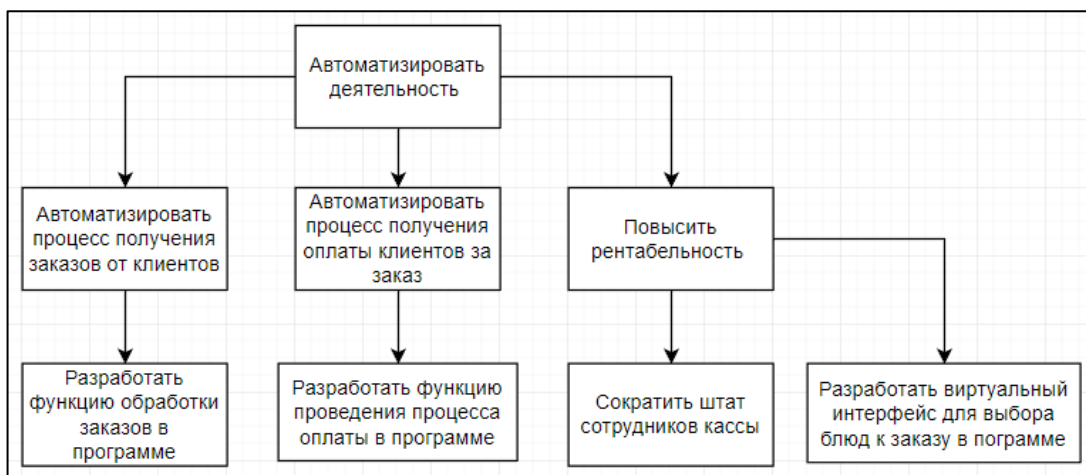 Автоматизировать
деятельность
Автоматизировать
процесс получения
заказов от клиентов
Автоматизировать
процесс получения
оплаты клиентов за
заказ
Повысить
рентабельность
Разработать
функцию обработки
заказов в
программе
Разработать функцию
проведения процесса
оплаты в программе
Сократить штат
сотрудников кассы
Разработать виртуальный
интерфейс для выбора
блюд к заказу в пограмме